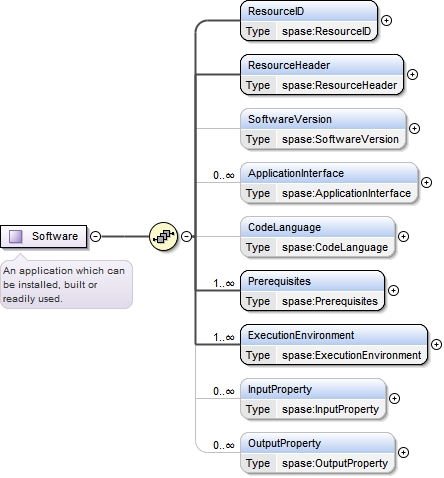 ResourceID
Type spase:ResourceID
ResourceHeader
Type spase:ResourceHeader
SoftwareVersion
Type spase:SoftwareVersion
0..∞
ApplicationInterface
Type spase:ApplicationInterface
CodeLanguage
Type spase:CodeLanguage
Software
An application which can
be installed, built or
readily used.
1..∞
Prerequisites
Type spase:Prerequisites
1..∞
ExecutionEnvironment
Type spase:ExecutionEnvironment
0..∞
InputProperty
Type spase:InputProperty
0..∞
OutputProperty
Type spase:OutputProperty